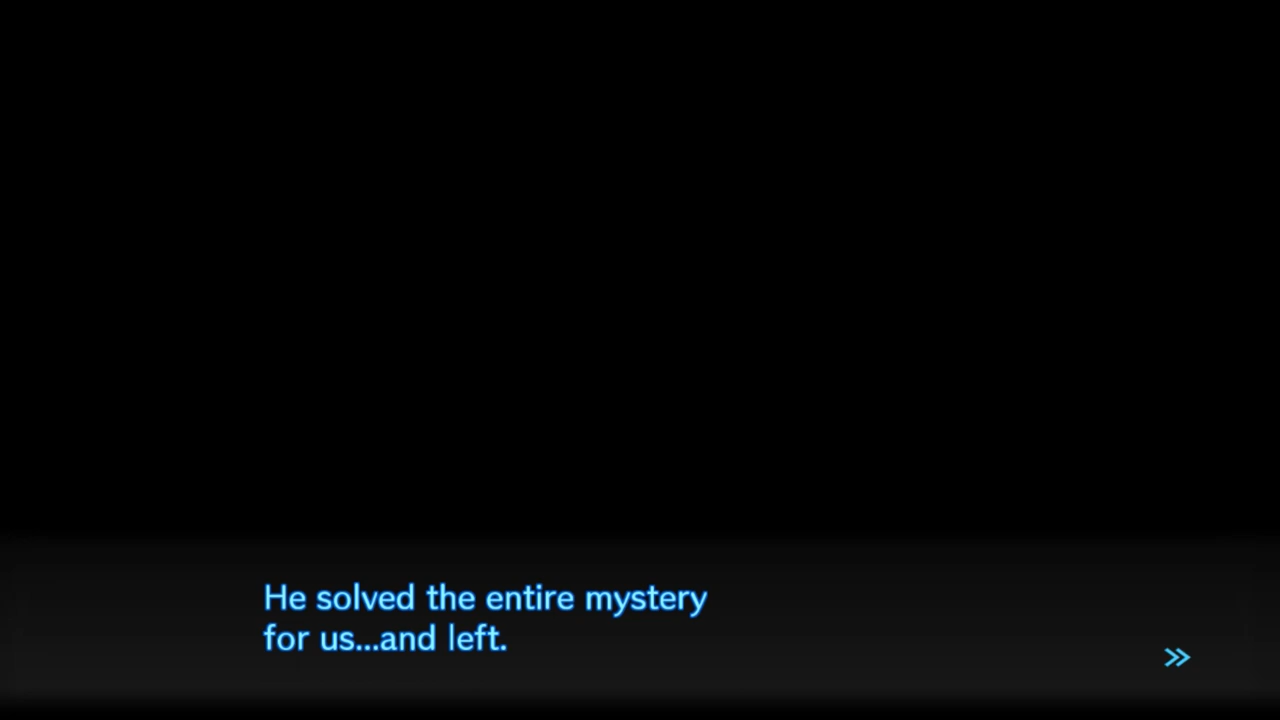 He solved the entire mystery
for us...and left.